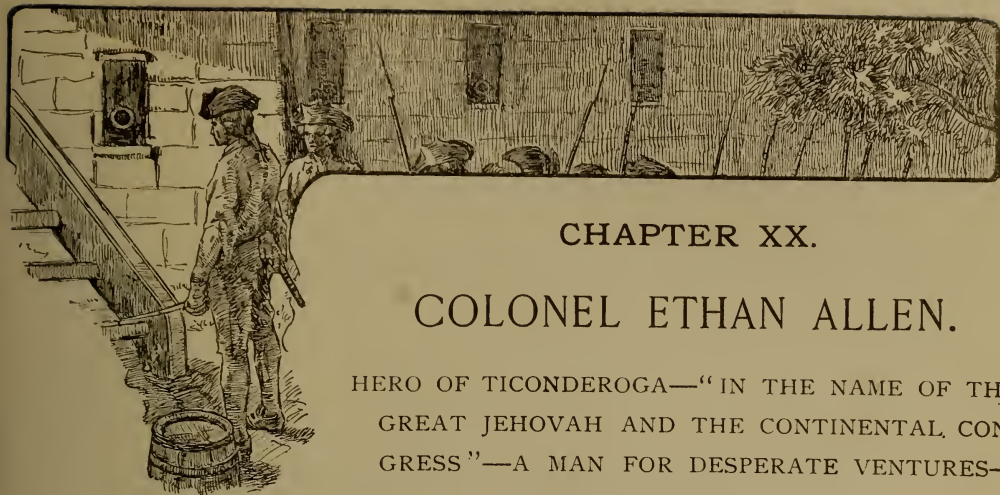 CHAPTER XX.
COLONEL ETHAN ALLEN.
HERO OF TICONDEROGA—“IN THE NAME OF TH
GREAT JEHOVAH AND THE CONTINENTAL CON
GRESS”—A MAN FOR DESPERATE VENTURES—